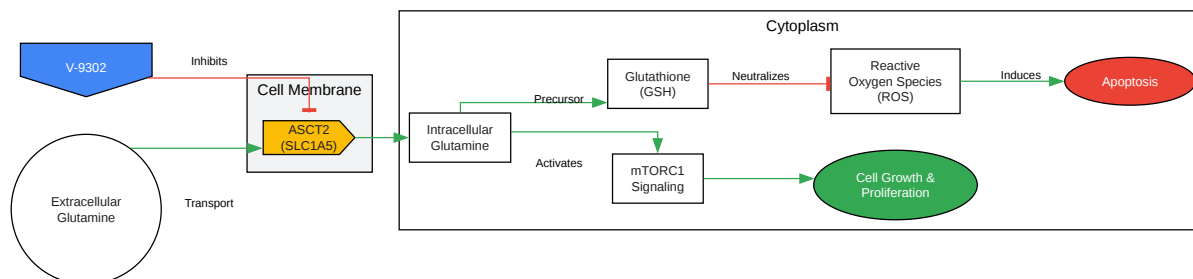 Cytoplasm
V-9302
Inhibits
Cell Membrane
ASCT2
(SLC1A5)
Extracellular
Glutamine
Transport
Intracellular
Glutamine
Precursor
Glutathione
(GSH)
Neutralizes
Reactive
Oxygen Species
(ROS)
Induces
Apoptosis
Activates
mTORC1
Signaling
Cell Growth &
Proliferation